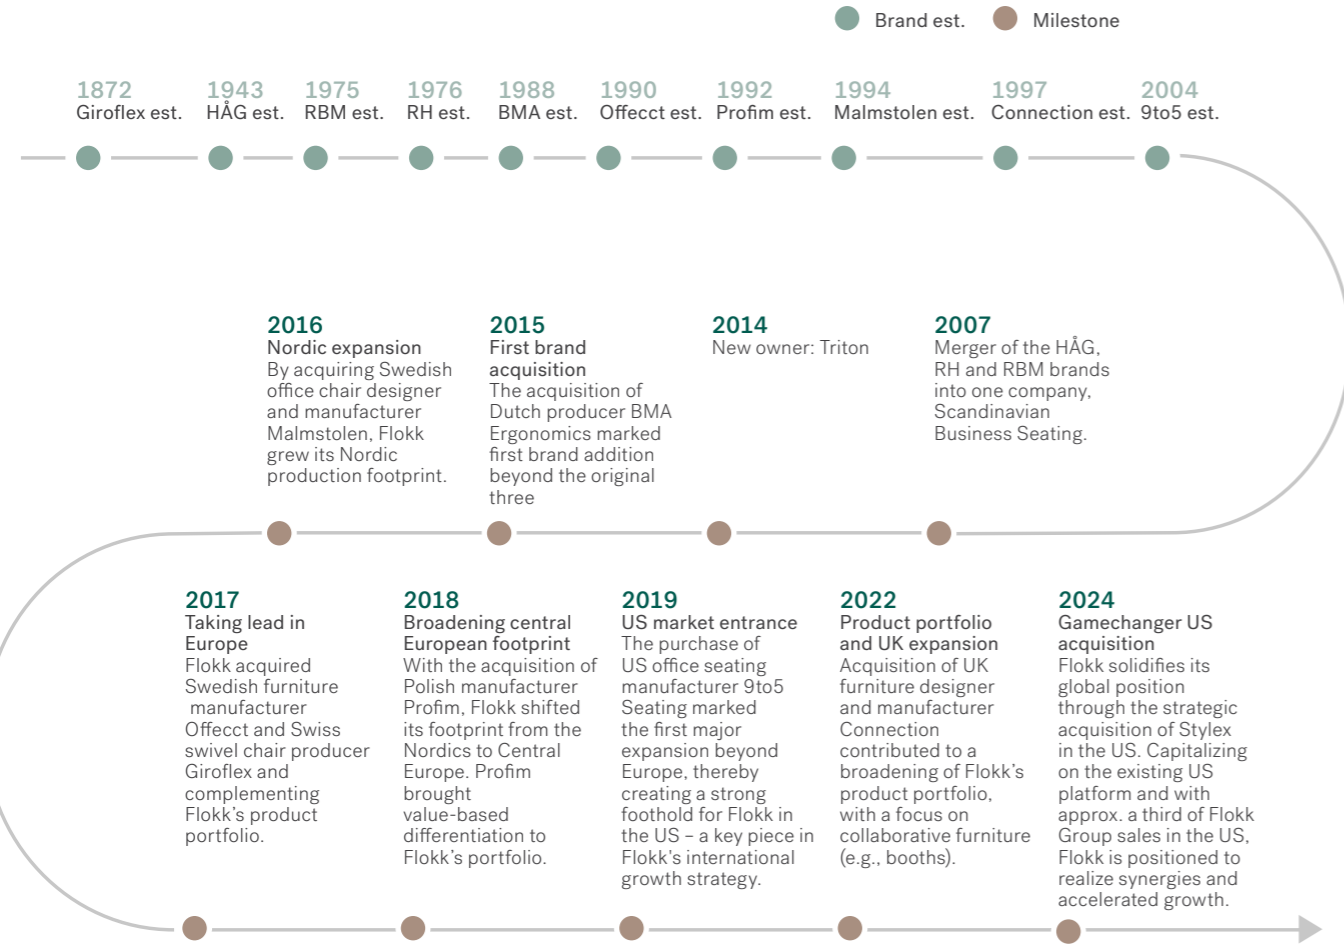 Brand est.
Milestone
1872
Giroflex est.
1943
HÅG est.
1975
RBM est.
1976
RH est.
1988
BMA est.
1990
Offecct est.
1992
Profim est.
1994
Malmstolen est.
1997
Connection est.
2004
9to5 est.
2016
Nordic expansion
By acquiring Swedish
office chair designer
and manufacturer
Malmstolen, Flokk
grew its Nordic
production footprint.
2015
First brand
acquisition
The acquisition of
Dutch producer BMA
Ergonomics marked
first brand addition
beyond the original
three
2014
New owner: Triton
2007
Merger of the HÅG,
RH and RBM brands
into one company,
Scandinavian
Business Seating.
2017
Taking lead in
Europe
Flokk acquired
Swedish furniture
manufacturer
Offecct and Swiss
swivel chair producer
Giroflex and
complementing
Flokk's product
portfolio.
2018
Broadening central
European footprint
With the acquisition of
Polish manufacturer
Profim, Flokk shifted
its footprint from the
Nordics to Central
Europe. Profim
brought
value-based
differentiation to
Flokk's portfolio.
2019
US market entrance
The purchase of
US office seating
manufacturer 9to5
Seating marked
the first major
expansion beyond
Europe, thereby
creating a strong
foothold for Flokk in
the US – a key piece in
Flokk's international
growth strategy.
2022
Product portfolio
and UK expansion
Acquisition of UK
furniture designer
and manufacturer
Connection
contributed to a
broadening of Flokk's
product portfolio,
with a focus on
collaborative furniture
(e.g., booths).
2024
Gamechanger US
acquisition
Flokk solidifies its
global position
through the strategic
acquisition of Stylex
in the US. Capitalizing
on the existing US
platform and with
approx. a third of Flokk
Group sales in the US,
Flokk is positioned to
realize synergies and
accelerated growth.